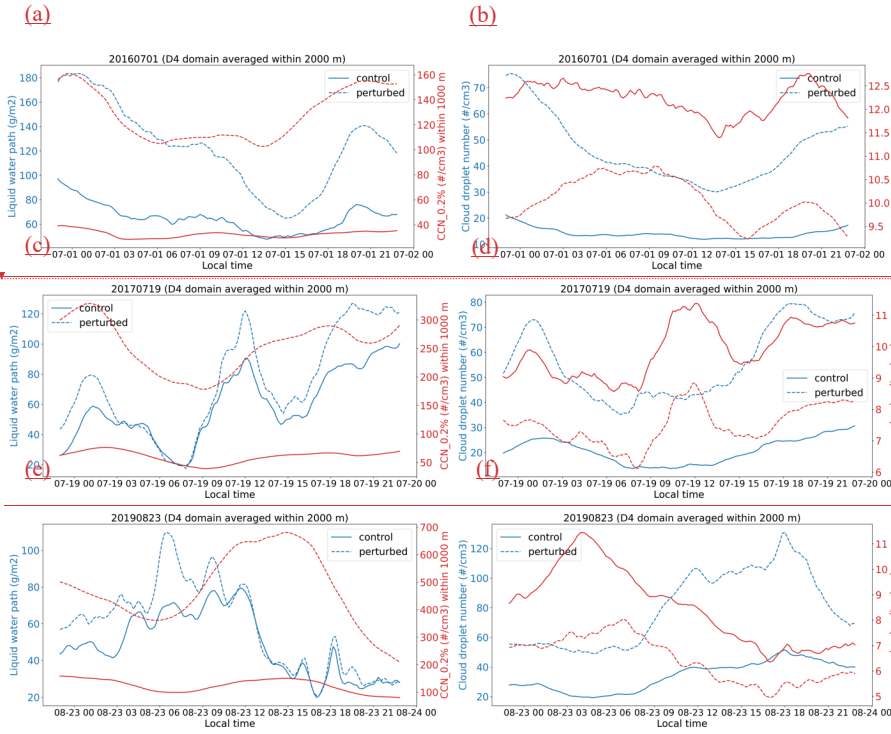 (a)
(b)
20160701 (D4 domain averaged within 2000 m)
Liquid water path (g/m2)
180
160
140
120
100
80
60
control
perturbed
160
140
120
100
80
60
40
CCN_0.2% (#/cm3) within 1000 m
07-01 00 07-01 03 07-01 06 07-01 09 07-01 12 07-01 15 07-01 18 07-01 21 07-02 00
Local time
20160701 (D4 domain averaged within 2000 m)
Cloud droplet number (#/cm3)
70
60
50
40
30
20
10
control
perturbed
12.5
12.0
11.5
11.0
10.5
10.0
9.5
07-01 00 07-01 03 07-01 06 07-01 09 07-01 12 07-01 15 07-01 18 07-01 21 07-02 00
Local time
(c)
(d)
20170719 (D4 domain averaged within 2000 m)
Liquid water path (g/m2)
120
100
80
60
40
20
control
perturbed
300
250
200
150
100
50
CCN_0.2% (#/cm3) within 1000 m
07-19 00 07-19 03 07-19 06 07-19 09 07-19 12 07-19 15 07-19 18 07-19 21 07-20 00
Local time
20170719 (D4 domain averaged within 2000 m)
Cloud droplet number (#/cm3)
80
70
60
50
40
30
20
control
perturbed
11
10
9
8
7
6
07-19 00 07-19 03 07-19 06 07-19 09 07-19 12 07-19 15 07-19 18 07-19 21 07-20 00
Local time
(e)
(f)
20190823 (D4 domain averaged within 2000 m)
Liquid water path (g/m2)
100
80
60
40
20
control
perturbed
700
600
500
400
300
200
100
CCN_0.2% (#/cm3) within 1000 m
08-23 00 08-23 03 08-23 06 08-23 09 08-23 12 08-23 15 08-23 18 08-23 21 08-24 00
Local time
20190823 (D4 domain averaged within 2000 m)
Cloud droplet number (#/cm3)
120
100
80
60
40
20
control
perturbed
11
10
9
8
7
6
5
08-23 00 08-23 03 08-23 06 08-23 09 08-23 12 08-23 15 08-23 18 08-23 21 08-24 00
Local time